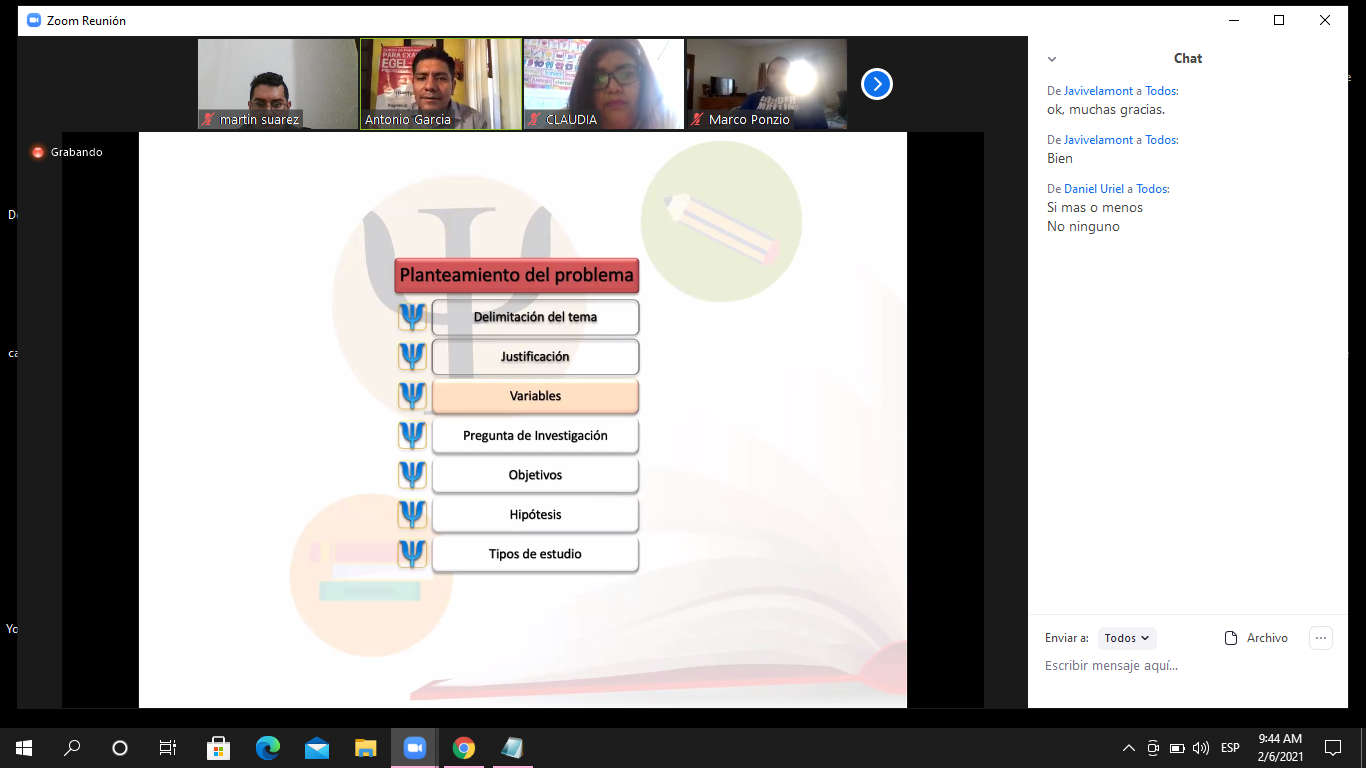 Zoom Reunión
martin suarez
Antonio Garcia
CLAUDIA
Marco Ponzio
Grabando
Planteamiento del problema
Delimitación del tema
Justificación
Variables
Pregunta de Investigación
Objetivos
Hipótesis
Tipos de estudio
Chat
De Javivelamont a Todos:
ok, muchas gracias.
De Javivelamont a Todos:
Bien
De Daniel Uriel a Todos:
Si mas o menos
No ninguno
Enviar a: Todos
Archivo
Escribir mensaje aquí...
ESP
9:44 AM
2/6/2021